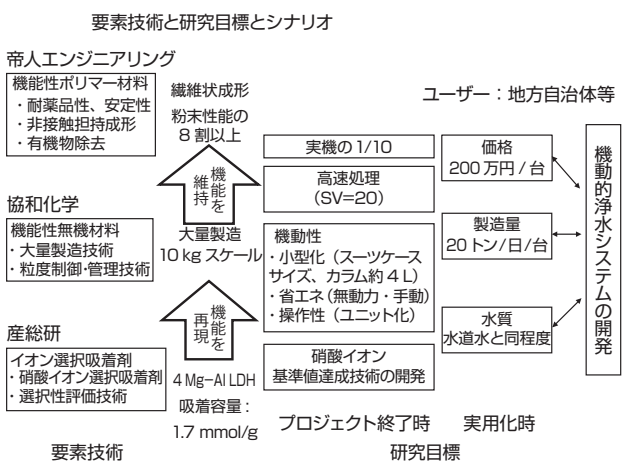 要素技術と研究目標とシナリオ
帝人エンジニアリング
機能性ポリマー材料
・耐薬品性、安定性
・非接触担持成形
・有機物除去
協和化学
機能性無機材料
・大量製造技術
・粒度制御・管理技術
産総研
イオン選択吸着剤
・硝酸イオン選択吸着剤
・選択性評価技術
要素技術
繊維状成形
粉末性能の
8割以上
機能を
維持
大量製造
10 kg スケール
機能を
再現
4 Mg−Al LDH
吸着容量:
1.7 mmol/g
実機の 1/10
高速処理
(SV=20)
機動性
・小型化(スーツケース
サイズ、カラム約 4 L)
・省エネ(無動力・手動)
・操作性(ユニット化)
硝酸イオン
基準値達成技術の開発
プロジェクト終了時
ユーザー:地方自治体等
価格
200 万円 / 台
製造量
20 トン/日/台
水質
水道水と同程度
実用化時
研究目標
機動的浄水システムの開発